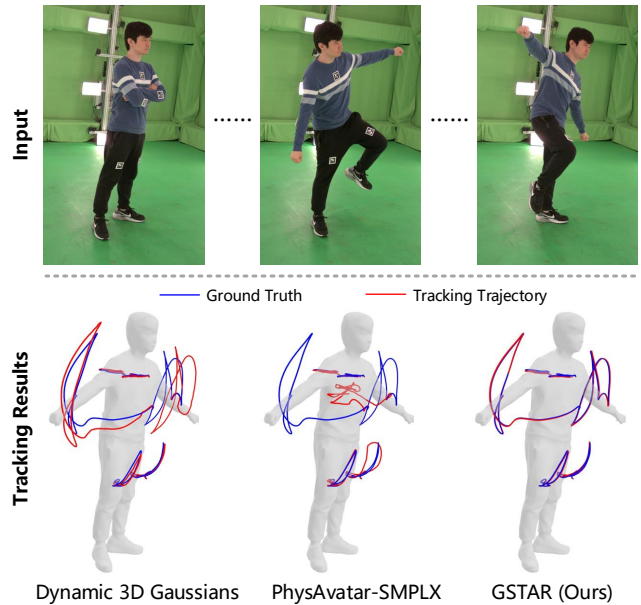 Input
......
......
Ground Truth
Tracking Trajectory
Tracking Results
Dynamic 3D Gaussians
PhysAvatar-SMPLX
GSTAR (Ours)